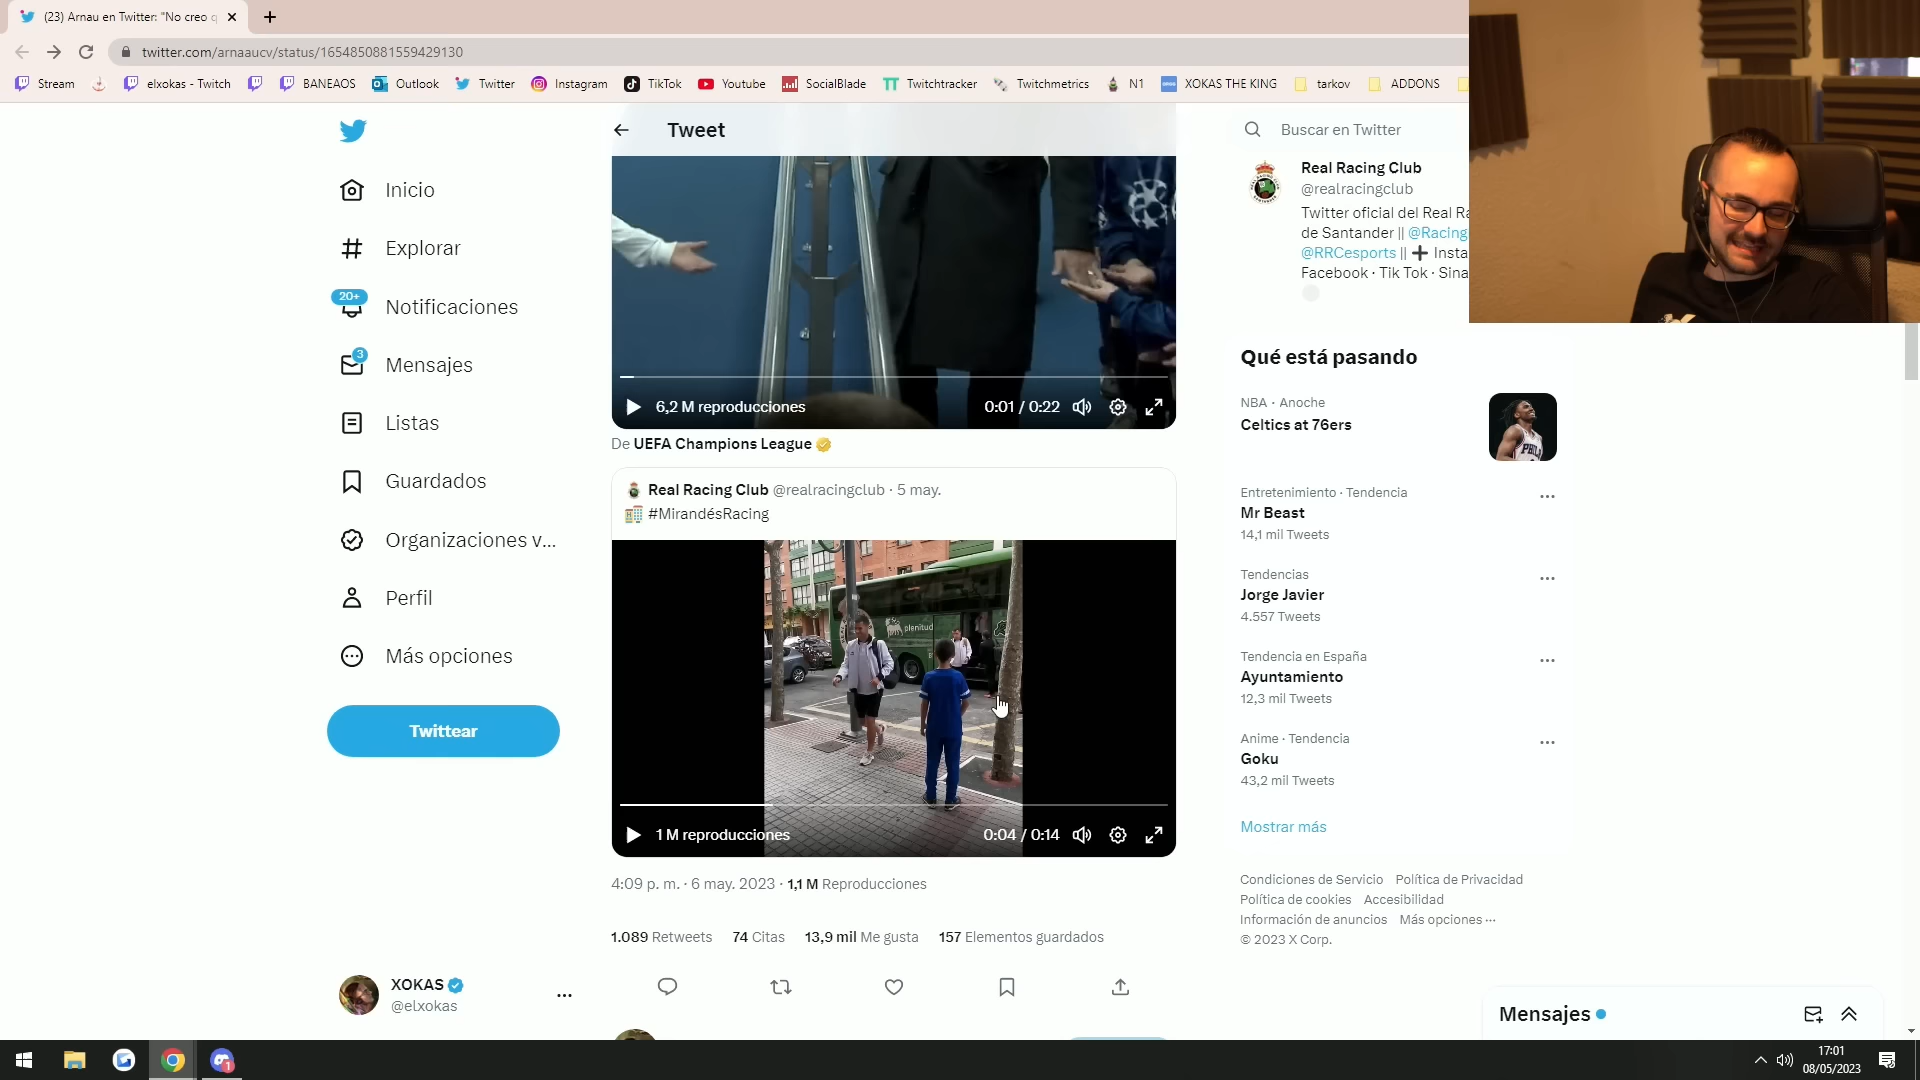 (23) Arnau en Twitter: "No creo q
twitter.com/arnaaucv/status/1654850881559429130
Stream
elxokas - Twitch
BANEAOS
Outlook
Twitter
Instagram
TikTok
Youtube
SocialBlade
Twitchtracker
Twitchmetrics
N1
XOKAS THE KING
tarkov
ADDONS
Inicio
Explorar
20+
Notificaciones
3
Mensajes
Listas
Guardados
Organizaciones v...
Perfil
Más opciones
Twittear
XOKAS
@elxokas
Tweet
6,2 M reproducciones
0:01 / 0:22
De UEFA Champions League
Real Racing Club @realracingclub · 5 may.
#MirandésRacing
plenitude
1 M reproducciones
0:04 / 0:14
4:09 p. m. · 6 may. 2023 · 1,1 M Reproducciones
1.089 Retweets 74 Citas 13,9 mil Me gusta 157 Elementos guardados
Buscar en Twitter
Real Racing Club
@realracingclub
Twitter oficial del Real Ra
de Santander || @Racing
@RRCesports || ➕ Insta
Facebook · Tik Tok · Sina
Qué está pasando
NBA · Anoche
Celtics at 76ers
Entretenimiento · Tendencia
Mr Beast
14,1 mil Tweets
Tendencias
Jorge Javier
4.557 Tweets
Tendencia en España
Ayuntamiento
12,3 mil Tweets
Anime · Tendencia
Goku
43,2 mil Tweets
Mostrar más
Condiciones de Servicio Política de Privacidad
Política de cookies Accesibilidad
Información de anuncios Más opciones ···
© 2023 X Corp.
Mensajes
1
17:01
08/05/2023